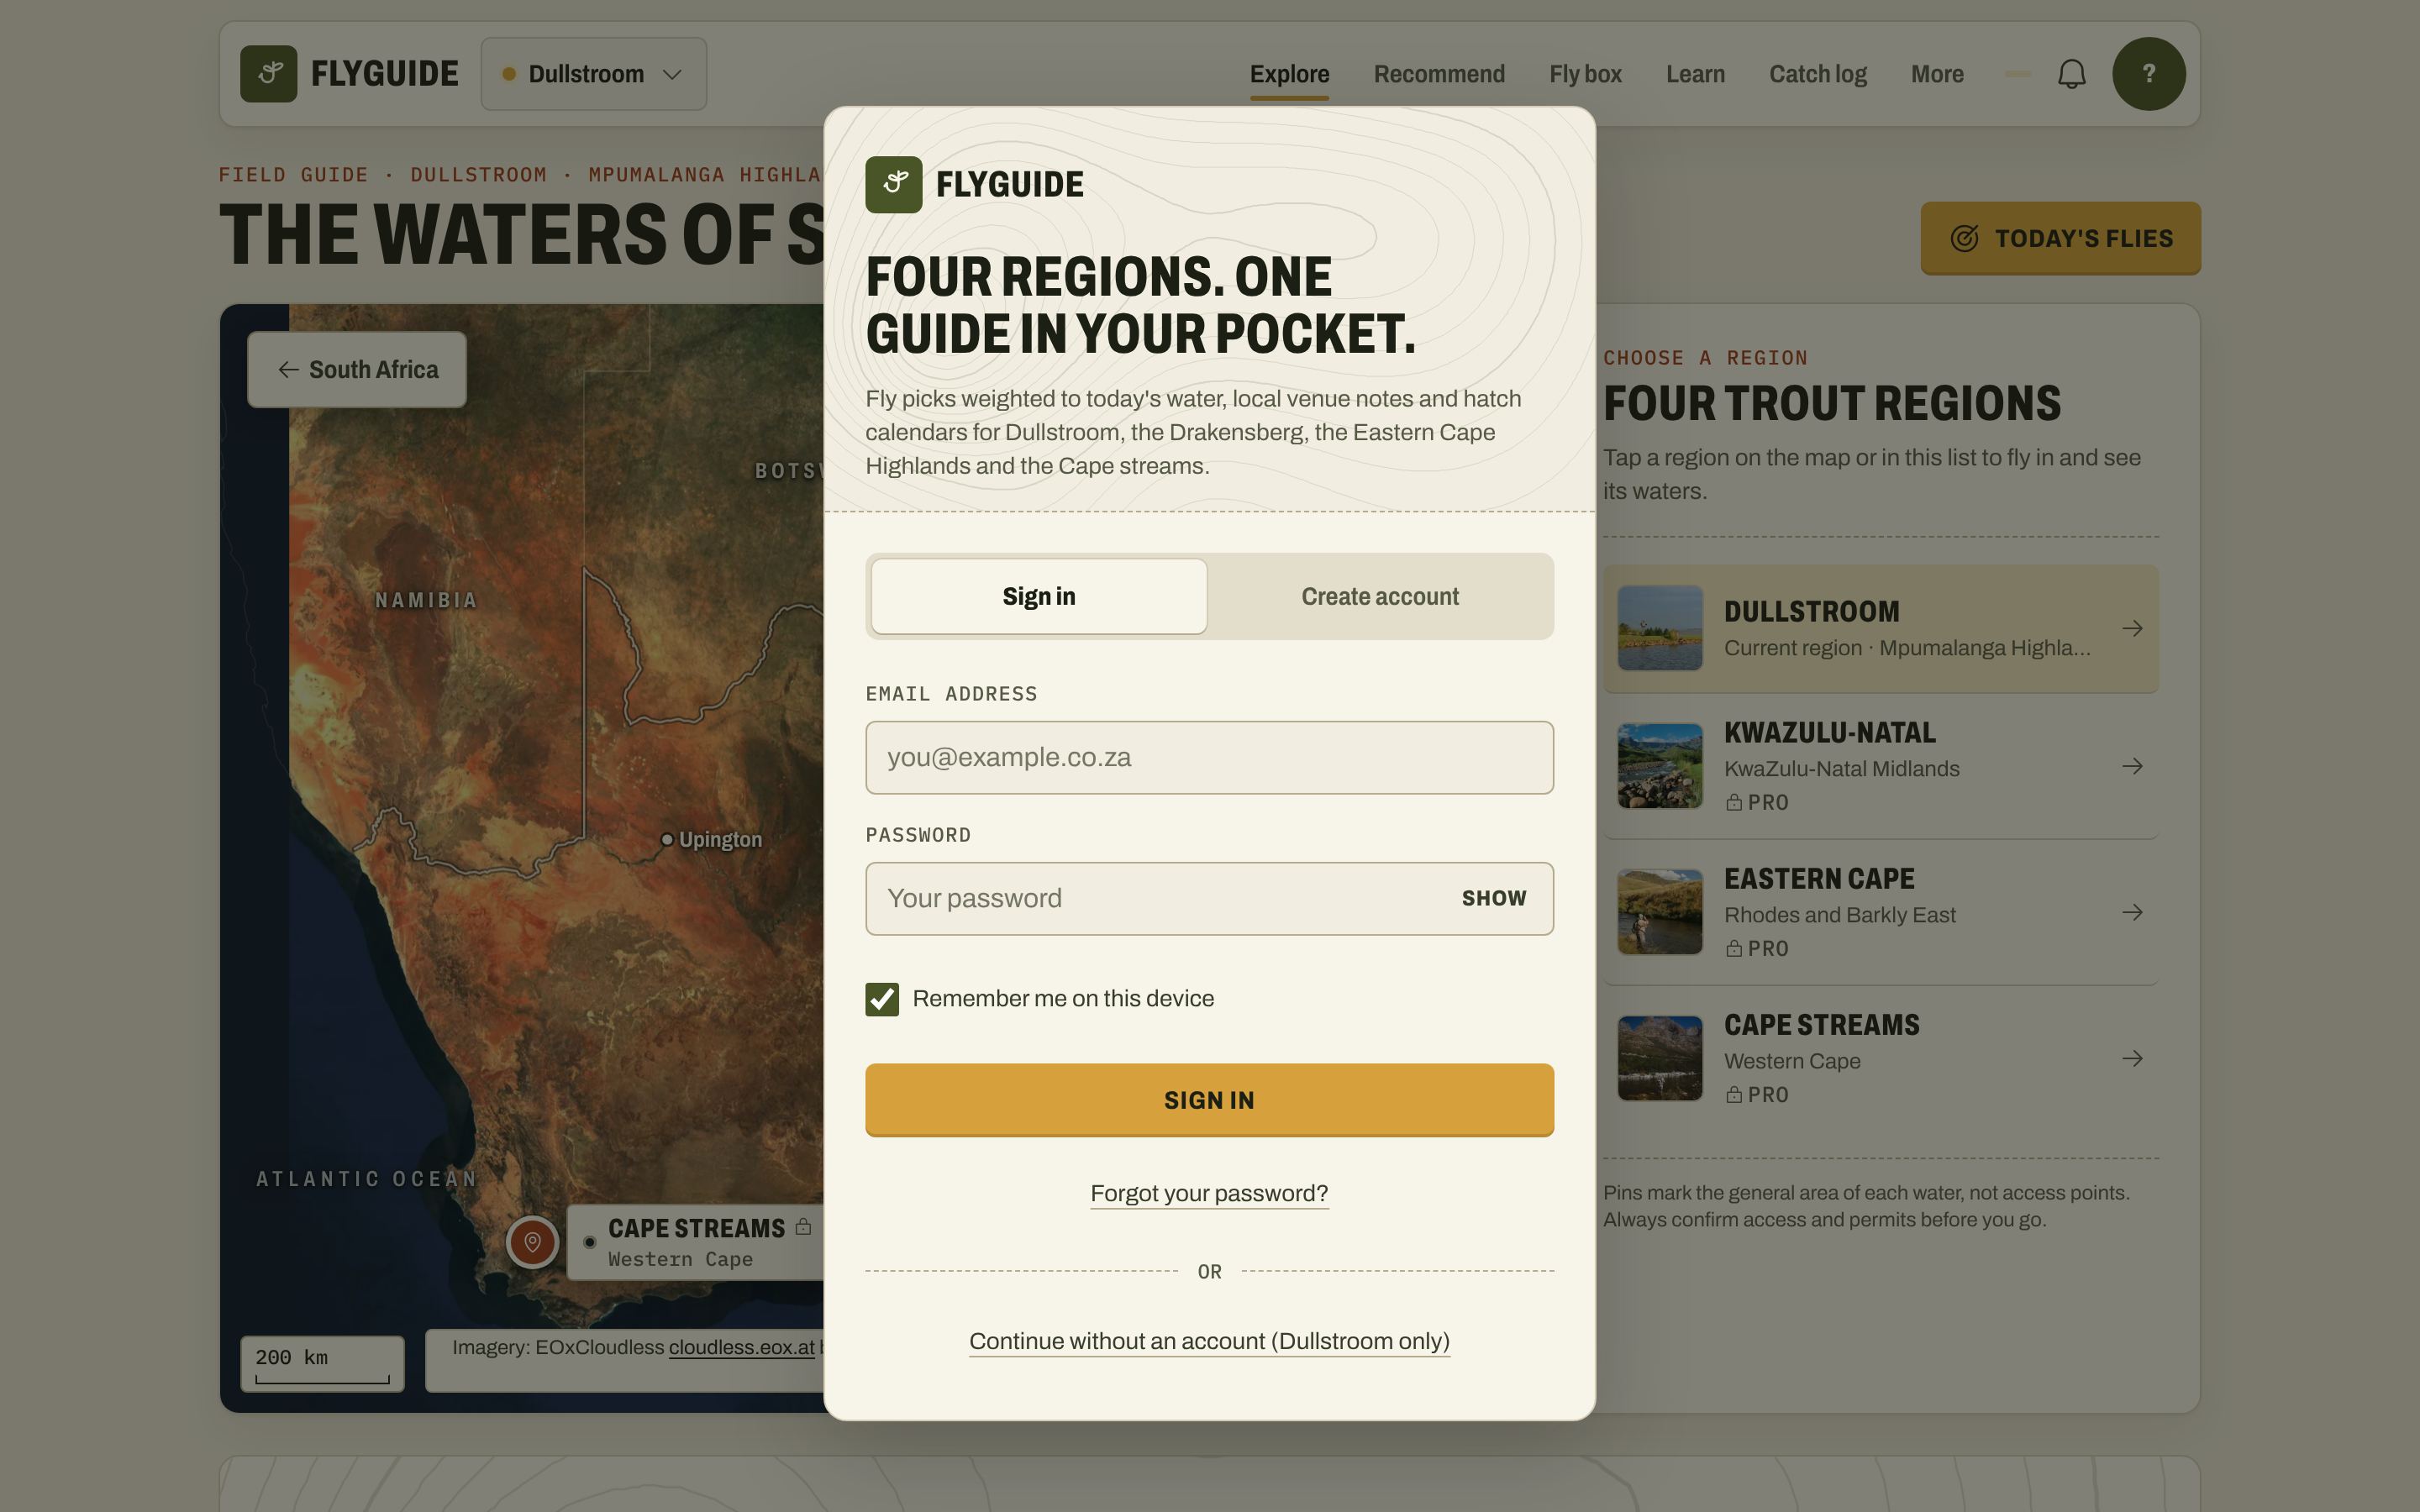 FLYGUIDE
Dullstroom
Explore
Recommend
Fly box
Learn
Catch log
More
?
FIELD GUIDE · DULLSTROOM · MPUMALANGA
THE WATERS OF
TODAY'S FLIES
South Africa
NAMIBIA
Upington
ATLANTIC OCEAN
CAPE STREAMS
Western Cape
200 km
Imagery: EOxCloudless cloudless.eox.at
FLYGUIDE
FOUR REGIONS. ONE
GUIDE IN YOUR POCKET.
Fly picks weighted to today's water, local venue notes and hatch
calendars for Dullstroom, the Drakensberg, the Eastern Cape
Highlands and the Cape streams.
Sign in
Create account
EMAIL ADDRESS
you@example.co.za
PASSWORD
Your password
SHOW
Remember me on this device
SIGN IN
Forgot your password?
OR
Continue without an account (Dullstroom only)
CHOOSE A REGION
FOUR TROUT REGIONS
Tap a region on the map or in this list to fly in and see
its waters.
DULLSTROOM
Current region · Mpumalanga Highla...
KWAZULU-NATAL
KwaZulu-Natal Midlands
PRO
EASTERN CAPE
Rhodes and Barkly East
PRO
CAPE STREAMS
Western Cape
PRO
Pins mark the general area of each water, not access points.
Always confirm access and permits before you go.